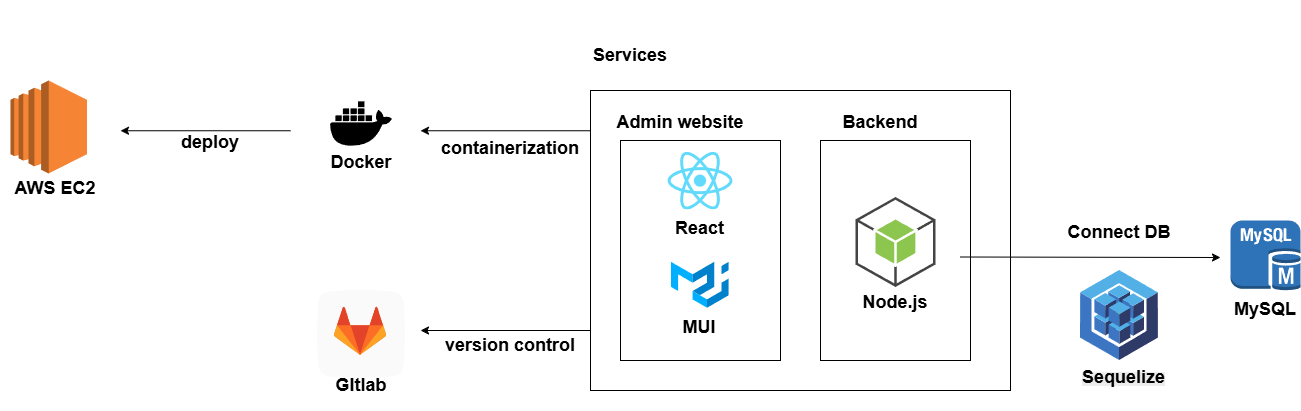 Services
Admin website
Backend
deploy
Docker
containerization
AWS EC2
React
Node.js
MUI
Connect DB
MySQL
M
MySQL
version control
GItlab
Sequelize